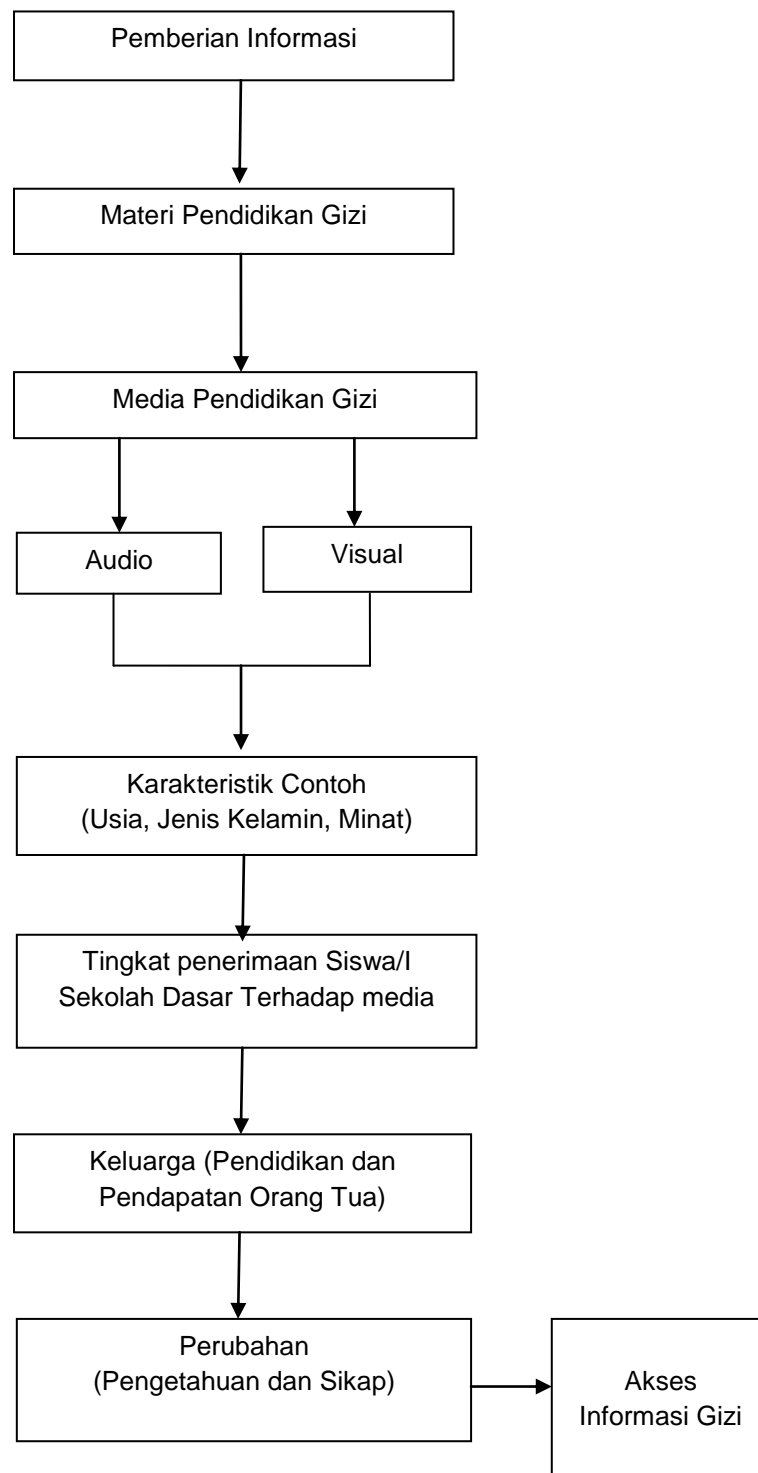 Pemberian Informasi
Materi Pendidikan Gizi
Media Pendidikan Gizi
Audio
Visual
Karakteristik Contoh
(Usia, Jenis Kelamin, Minat)
Tingkat penerimaan Siswa/I
Sekolah Dasar Terhadap media
Keluarga (Pendidikan dan
Pendapatan Orang Tua)
Perubahan
(Pengetahuan dan Sikap)
Akses
Informasi Gizi